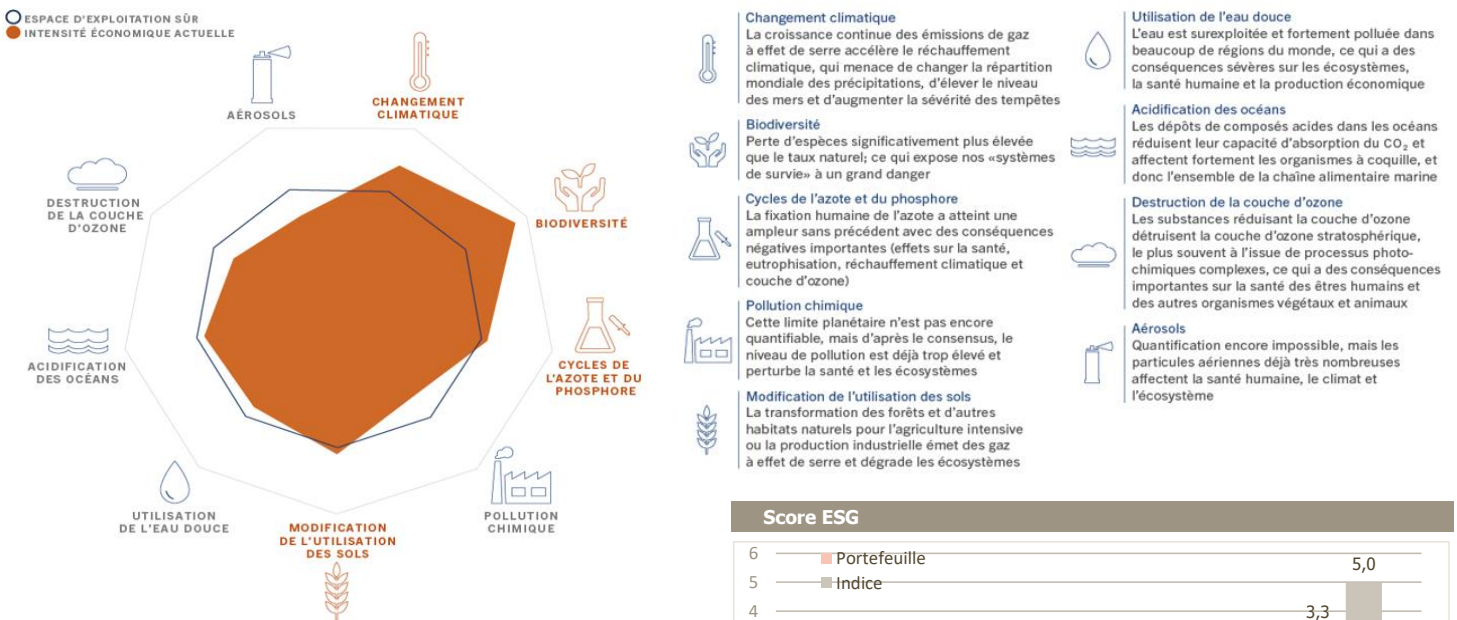 ESPACE D'EXPLOITATION SÛR
INTENSITÉ ÉCONOMIQUE ACTUELLE
AÉROSOLS
CHANGEMENT
CLIMATIQUE
DESTRUCTION
DE LA COUCHE
D'OZONE
BIODIVERSITÉ
ACIDIFICATION
DES OCÉANS
CYCLES DE
L'AZOTE ET DU
PHOSPHORE
UTILISATION
DE L'EAU DOUCE
MODIFICATION
DE L'UTILISATION
DES SOLS
POLLUTION
CHIMIQUE
Changement climatique
La croissance continue des émissions de gaz
à effet de serre accélère le réchauffement
climatique, qui menace de changer la répartition
mondiale des précipitations, d'élever le niveau
des mers et d'augmenter la sévérité des tempêtes
Biodiversité
Perte d'espèces significativement plus élevée
que le taux naturel; ce qui expose nos «systèmes
de survie» à un grand danger
Cycles de l'azote et du phosphore
La fixation humaine de l'azote a atteint une
ampleur sans précédent avec des conséquences
négatives importantes (effets sur la santé,
eutrophisation, réchauffement climatique et
couche d'ozone)
Pollution chimique
Cette limite planétaire n'est pas encore
quantifiable, mais d'après le consensus, le
niveau de pollution est déjà trop élevé et
perturbe la santé et les écosystèmes
Modification de l'utilisation des sols
La transformation des forêts et d'autres
habitats naturels pour l'agriculture intensive
ou la production industrielle émet des gaz
à effet de serre et dégrade les écosystèmes
Utilisation de l'eau douce
L'eau est surexploitée et fortement polluée dans
beaucoup de régions du monde, ce qui a des
conséquences sévères sur les écosystèmes,
la santé humaine et la production économique
Acidification des océans
Les dépôts de composés acides dans les océans
réduisent leur capacité d'absorption du CO₂ et
affectent fortement les organismes à coquille, et
donc l'ensemble de la chaîne alimentaire marine
Destruction de la couche d'ozone
Les substances réduisant la couche d'ozone
détruisent la couche d'ozone stratosphérique,
le plus souvent à l'issue de processus photo-
chimiques complexes, ce qui a des conséquences
importantes sur la santé des êtres humains et
des autres organismes végétaux et animaux
Aérosols
Quantification encore impossible, mais les
particules aériennes déjà très nombreuses
affectent la santé humaine, le climat et
l'écosystème
Score ESG
6
Portefeuille
5,0
5
Indice
4
3,3